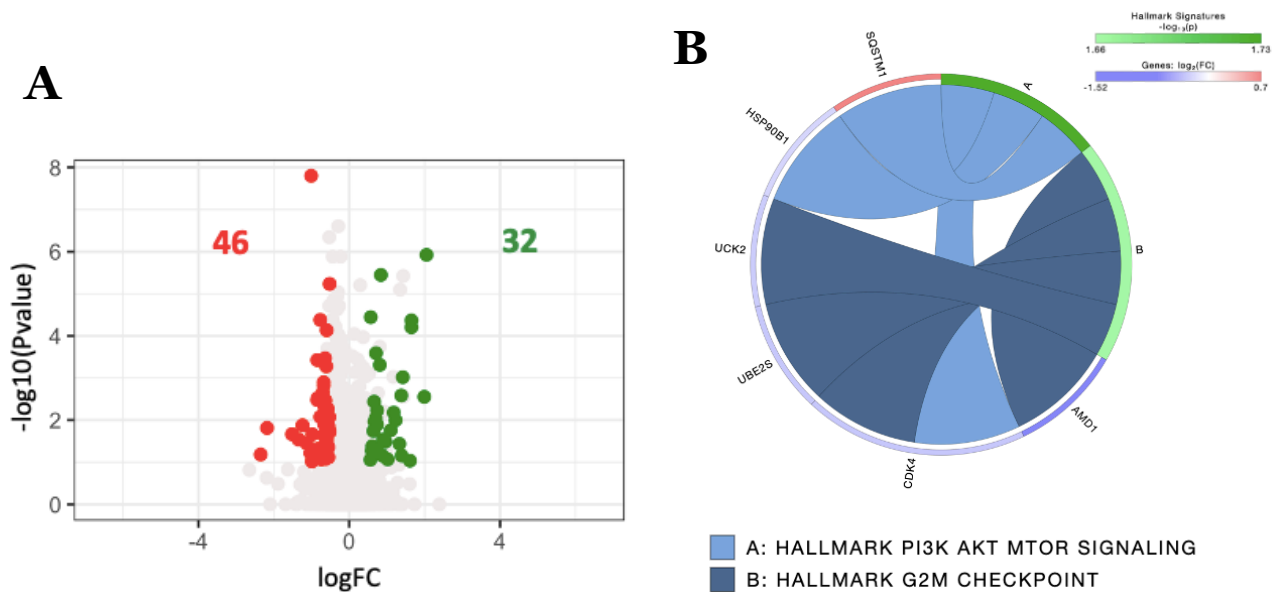 A
-log10(Pvalue)
8
6
4
2
0
46
32
-4
0
4
logFC
B
Hallmark Signatures
-log₁₀(p)
1.66
1.73
Genes: log₂(FC)
-1.52
0.7
SQSTM1
A
HSP90B1
UCK2
B
UBE2S
AMD1
CDK4
A: HALLMARK PI3K AKT MTOR SIGNALING
B: HALLMARK G2M CHECKPOINT